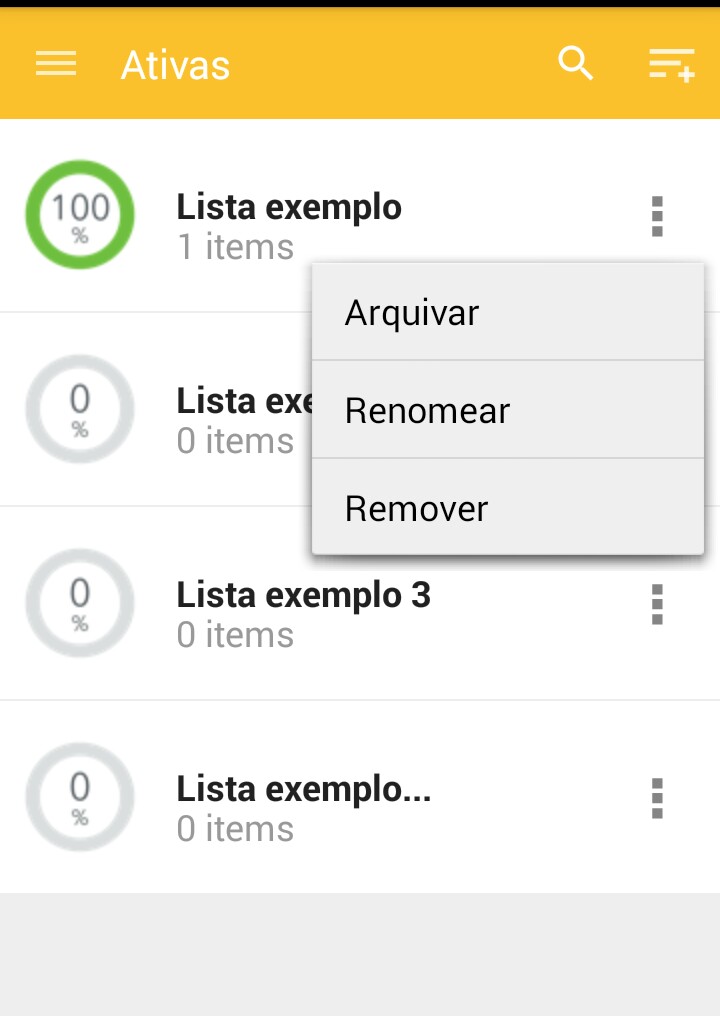 Ativas
100
%
Lista exemplo
1 items
Arquivar
Renomear
Remover
0
%
Lista exe
0 items
0
%
Lista exemplo 3
0 items
0
%
Lista exemplo...
0 items